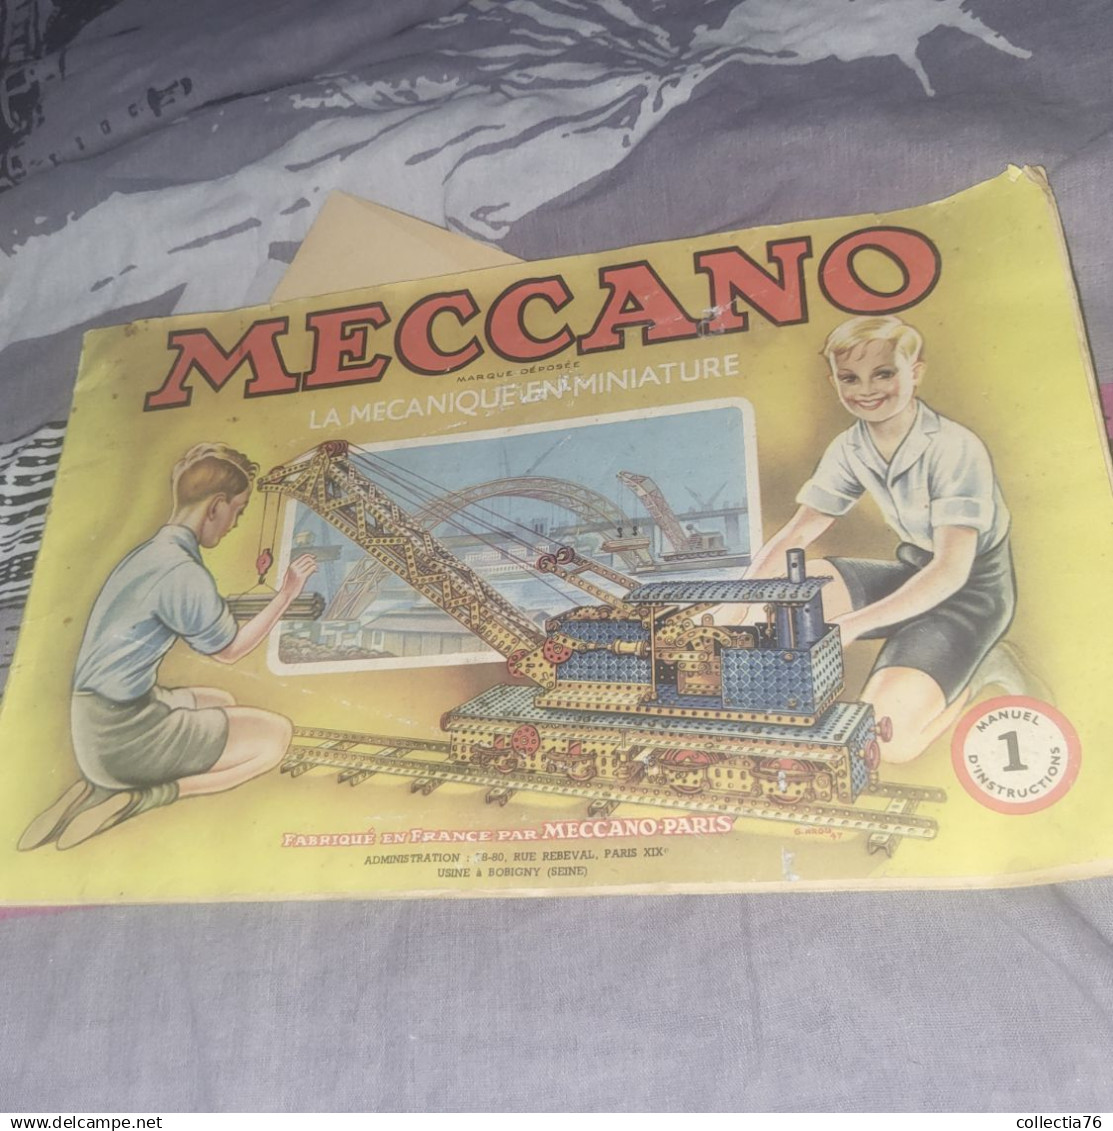 MECCANO
MARQUE DÉPOSÉE
LA MECANIQUE EN MINIATURE
MANUEL
1
D'INSTRUCTIONS
FABRIQUÉ EN FRANCE PAR MECCANO-PARIS
ADMINISTRATION : 78-80, RUE REBEVAL, PARIS XIXᵉ
USINE à BOBIGNY (SEINE)
delcampe.net
collectia76